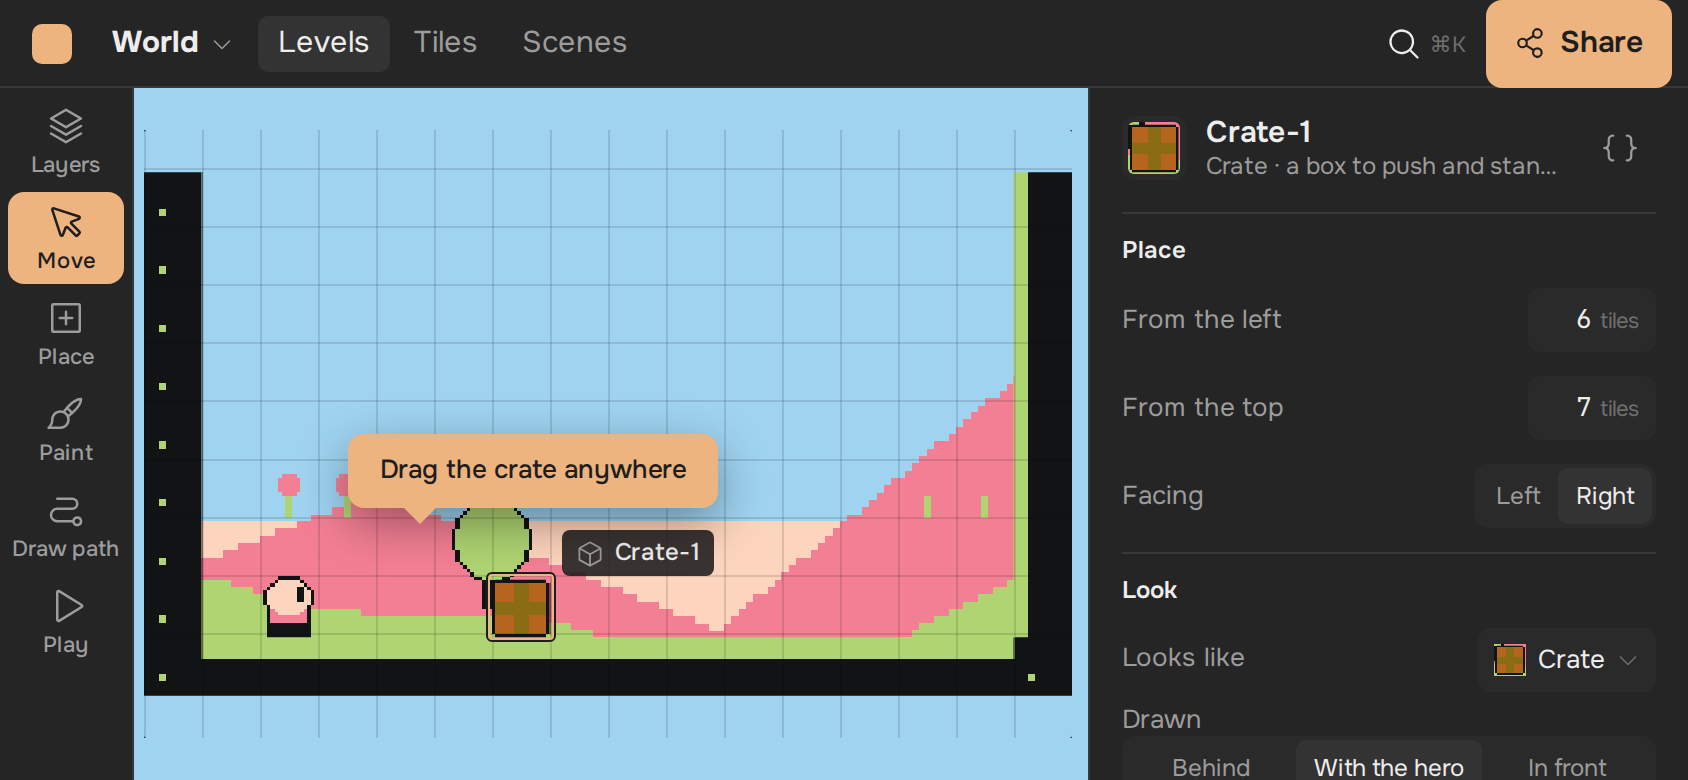 World
Levels
Tiles
Scenes
⌘K
Share
Layers
Move
Place
Paint
Draw path
Play
Drag the crate anywhere
Crate-1
Crate-1
Crate · a box to push and stan...
Place
From the left
6 tiles
From the top
7 tiles
Facing
Left
Right
Look
Looks like
Crate
Drawn
Behind
With the hero
In front